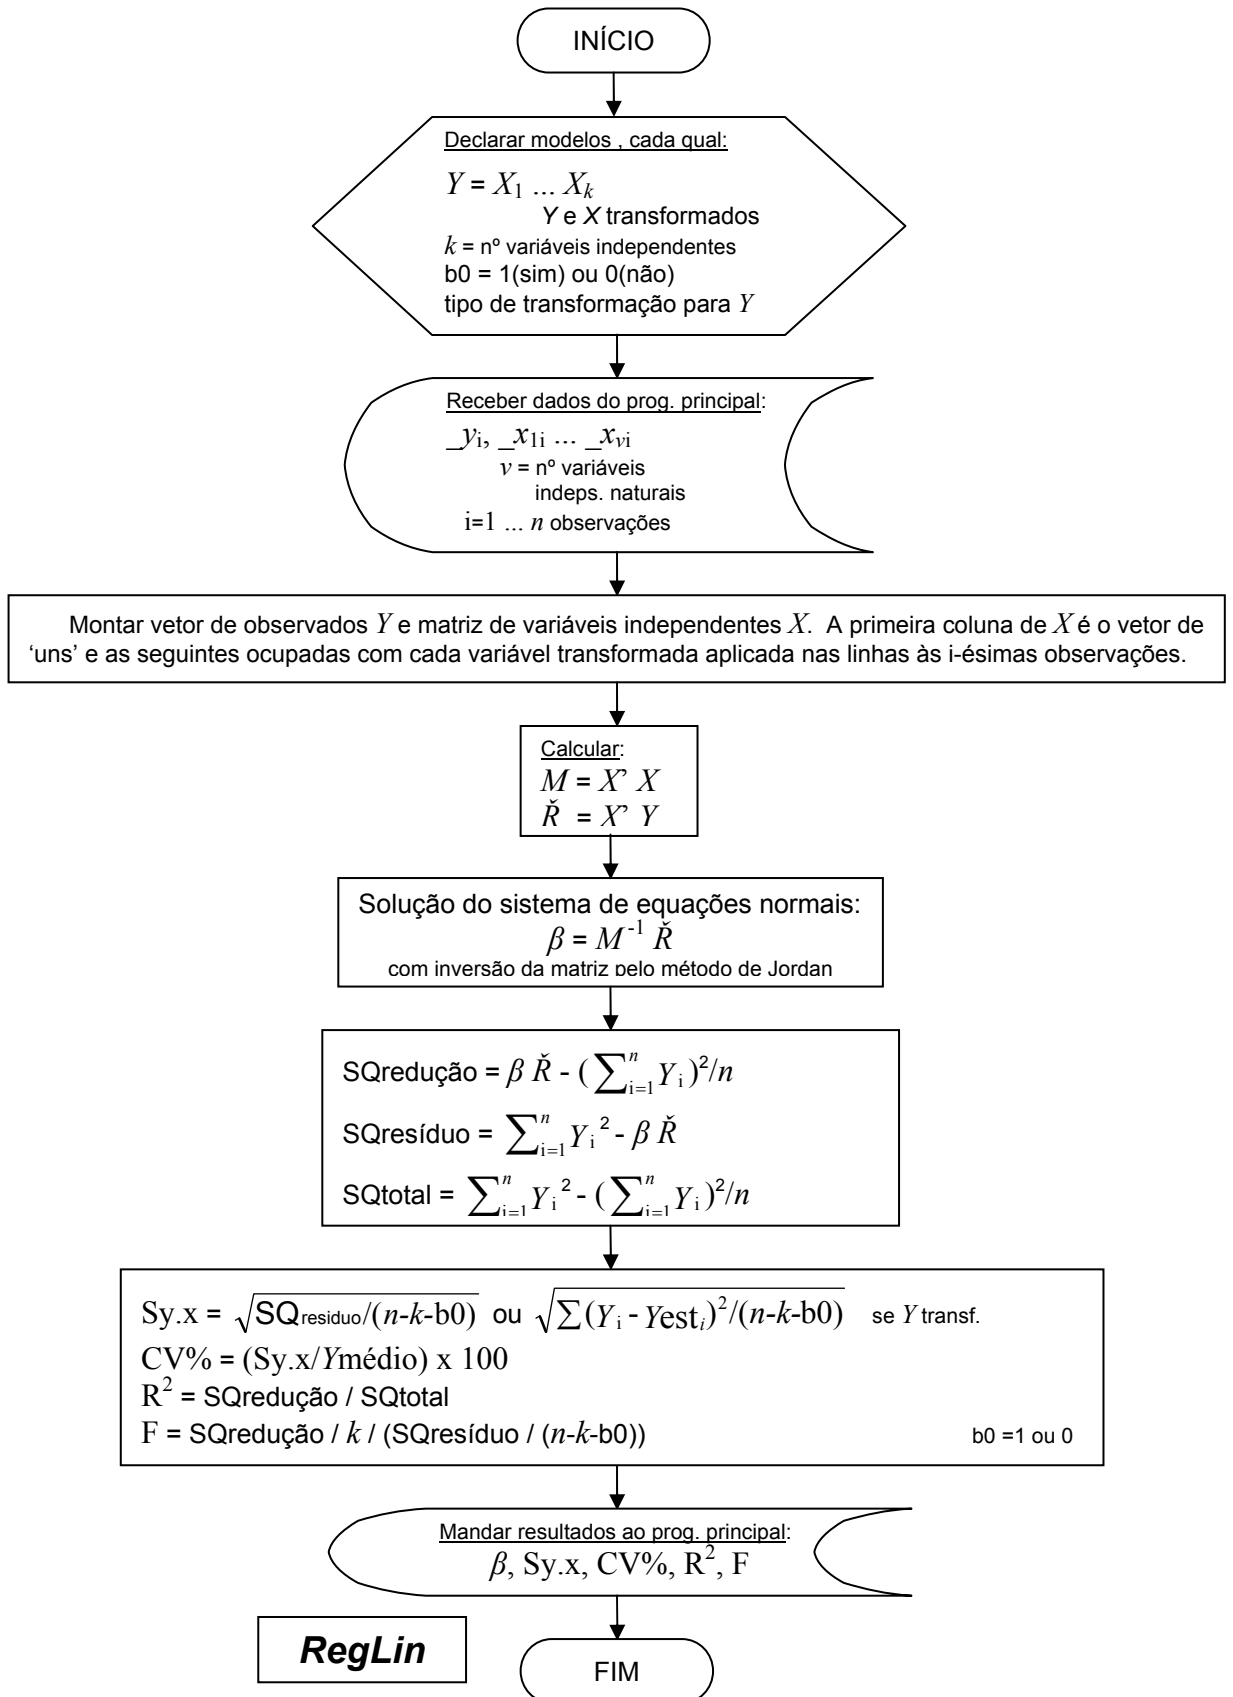 INÍCIO
Declarar modelos , cada qual:
Y = X1 ... Xk
Y e X transformados
k = nº variáveis independentes
b0 = 1(sim) ou 0(não)
tipo de transformação para Y
Receber dados do prog. principal:
_yi, _x1i ... _xvi
v = nº variáveis
indeps. naturais
i=1 ... n observações
Montar vetor de observados Y e matriz de variáveis independentes X. A primeira coluna de X é o vetor de
‘uns’ e as seguintes ocupadas com cada variável transformada aplicada nas linhas às i-ésimas observações.
Calcular:
M = X’ X
Ř = X’ Y
Solução do sistema de equações normais:
β = M⁻¹ Ř
com inversão da matriz pelo método de Jordan
SQredução = β Ř - (∑ⁿi=1 Yi)²/n
SQresíduo = ∑ⁿi=1 Yi² - β Ř
SQtotal = ∑ⁿi=1 Yi² - (∑ⁿi=1 Yi)²/n
Sy.x = √SQresiduo/(n-k-b0) ou √∑(Yi - Yesti)²/(n-k-b0) se Y transf.
CV% = (Sy.x/Ymédio) x 100
R² = SQredução / SQtotal
F = SQredução / k / (SQresíduo / (n-k-b0)) b0 =1 ou 0
Mandar resultados ao prog. principal:
β, Sy.x, CV%, R², F
RegLin
FIM